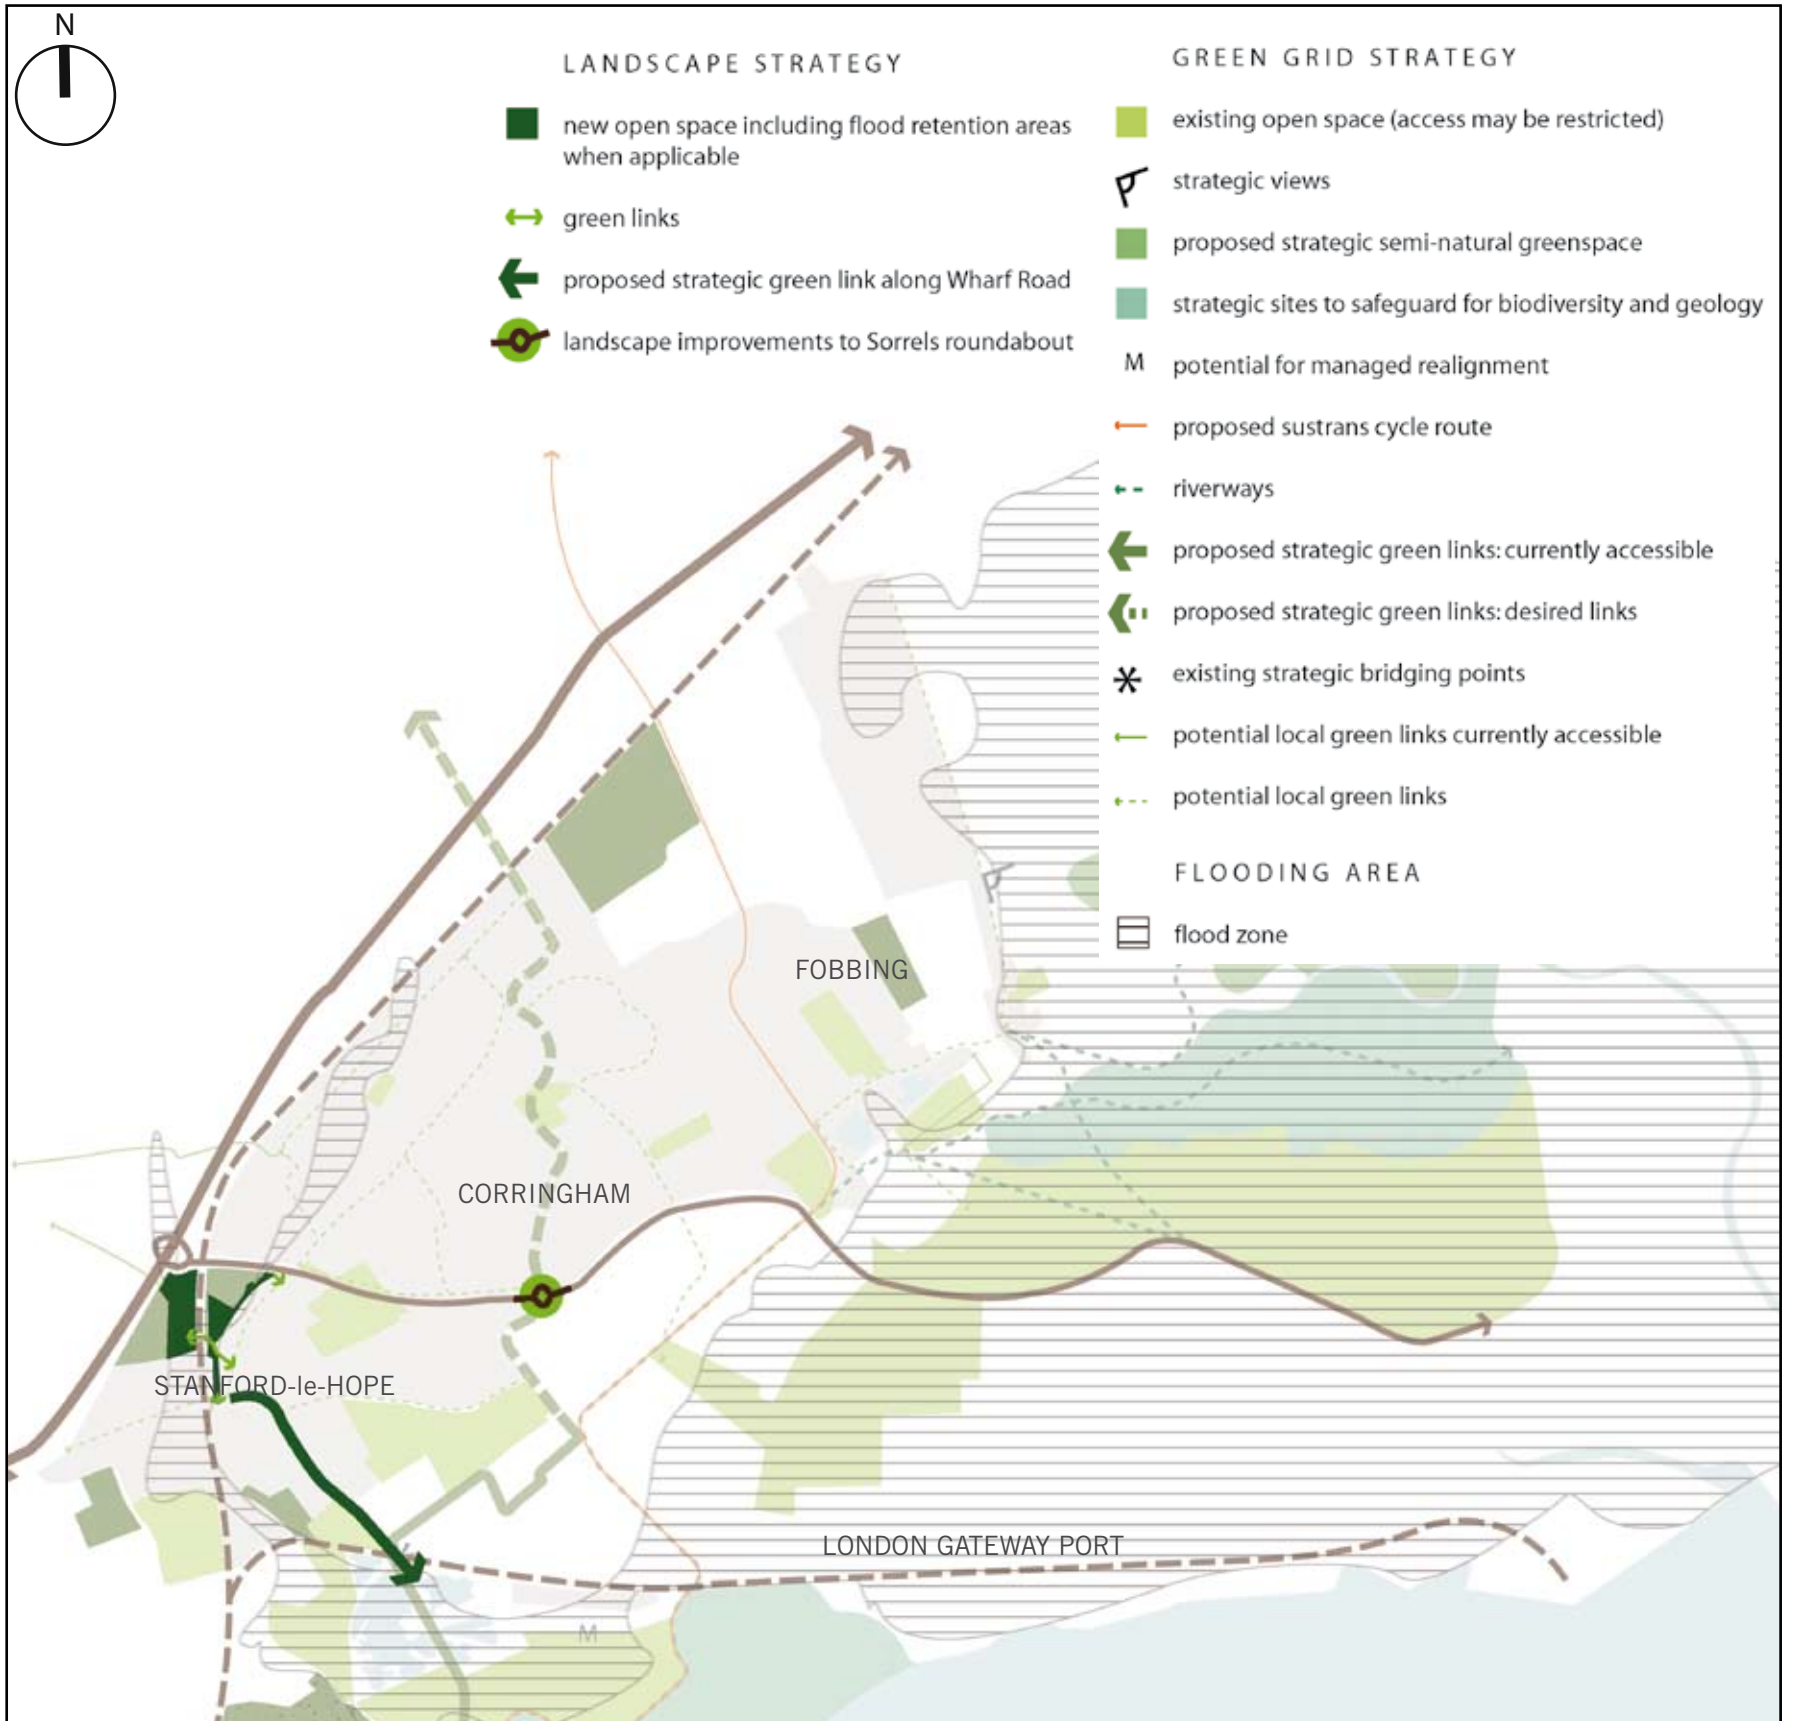 N
LANDSCAPE STRATEGY
new open space including flood retention areas
when applicable
green links
proposed strategic green link along Wharf Road
landscape improvements to Sorrels roundabout
GREEN GRID STRATEGY
existing open space (access may be restricted)
strategic views
proposed strategic semi-natural greenspace
strategic sites to safeguard for biodiversity and geology
M
potential for managed realignment
proposed sustrans cycle route
riverways
proposed strategic green links: currently accessible
proposed strategic green links: desired links
existing strategic bridging points
potential local green links currently accessible
potential local green links
FLOODING AREA
flood zone
FOBBING
CORRINGHAM
STANFORD-le-HOPE
LONDON GATEWAY PORT
M